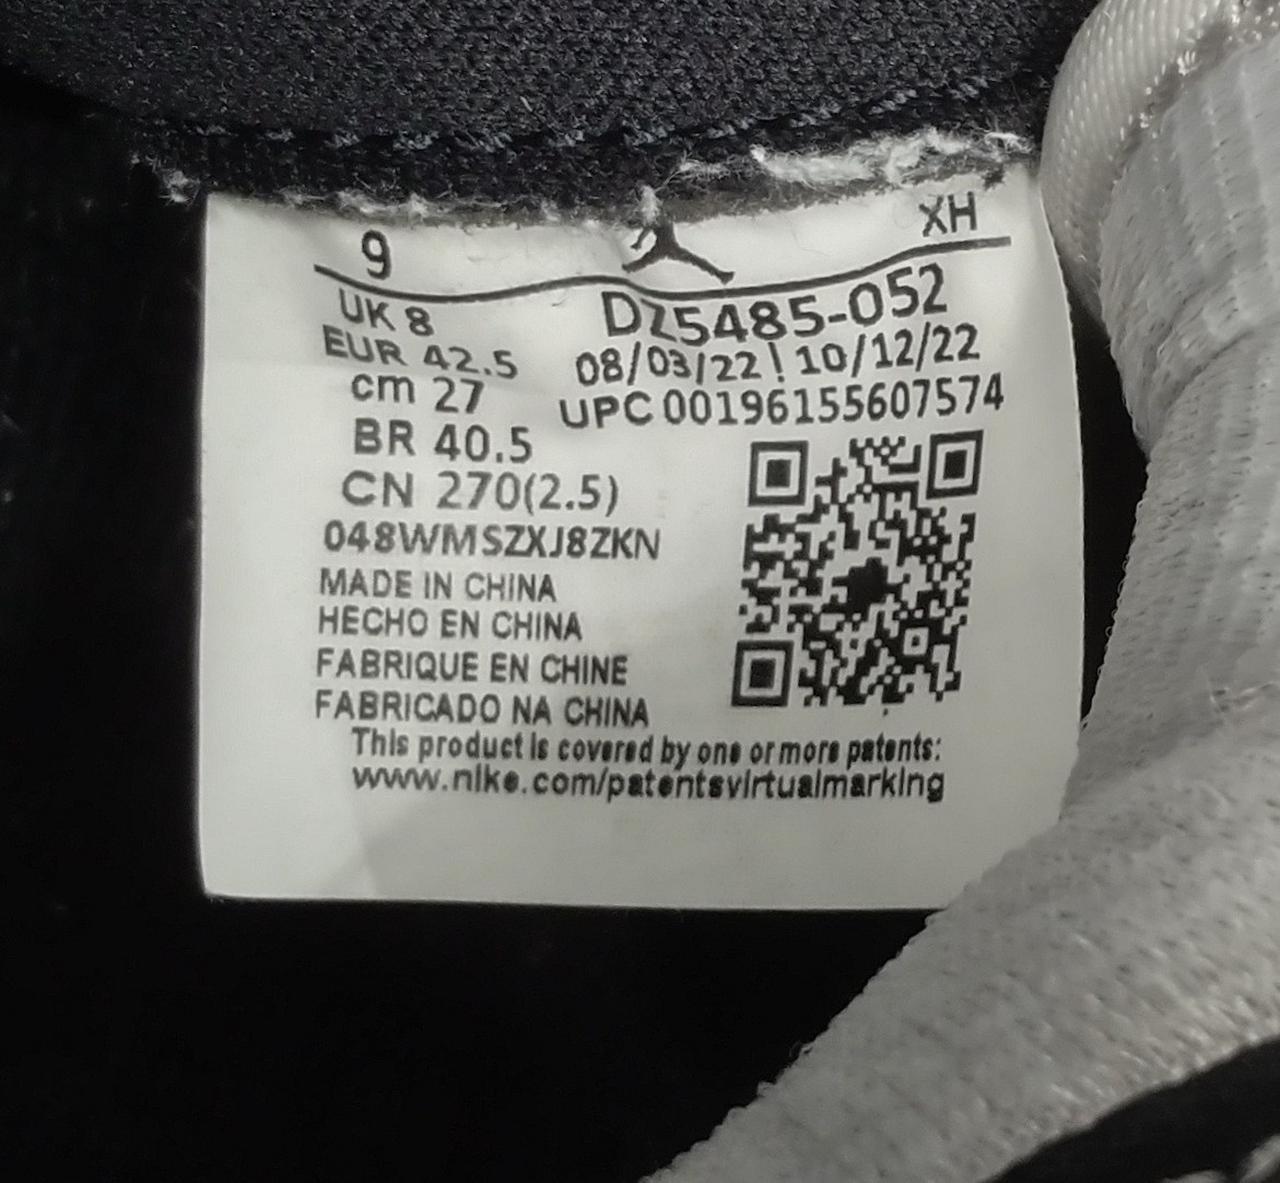 9 XH
UK 8 DZ5485-052
EUR 42.5 08/03/22 | 10/12/22
cm 27 UPC 00196155607574
BR 40.5
CN 270(2.5)
048WMSZXJ8ZKN
MADE IN CHINA
HECHO EN CHINA
FABRIQUE EN CHINE
FABRICADO NA CHINA
This product is covered by one or more patents:
www.nike.com/patentsvirtualmarking